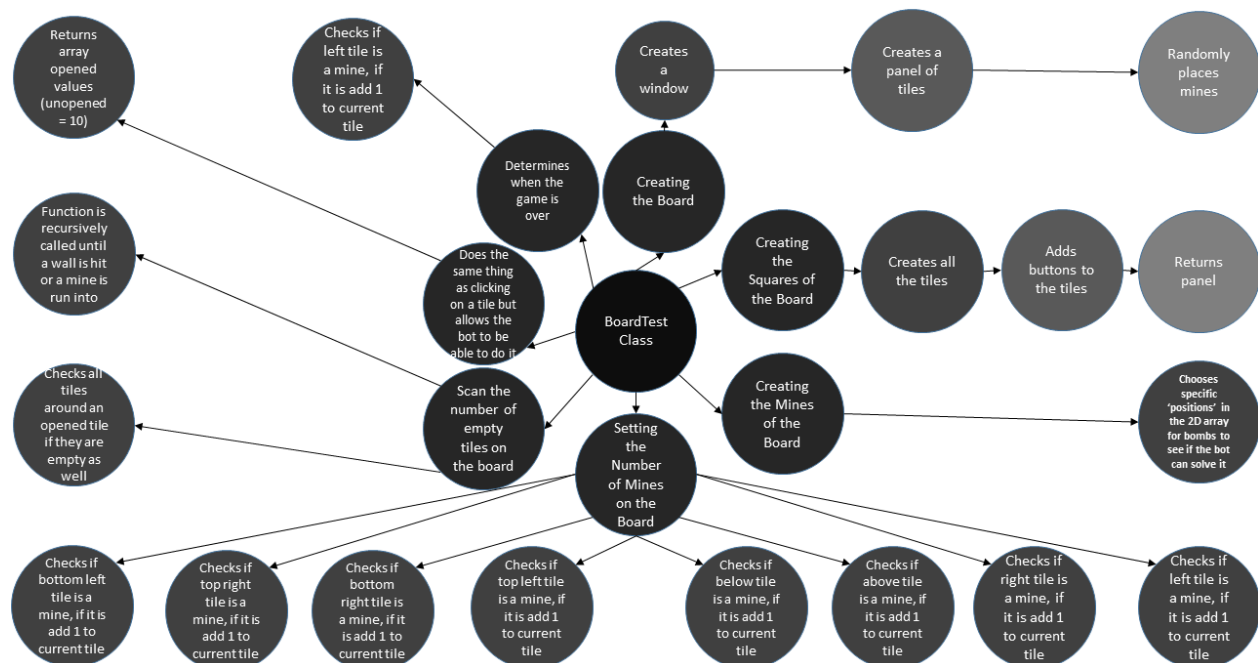 Returns
array
opened
values
(unopened
= 10)
Checks if
left tile is
a mine, if
it is add 1
to current
tile
Creates
a
window
Creates a
panel of
tiles
Randomly
places
mines
Determines
when the
game is
over
Creating
the Board
Function is
recursively
called until
a wall is hit
or a mine is
run into
Does the
same thing
as clicking
on a tile but
allows the
bot to be
able to do it
BoardTest
Class
Creating
the
Squares of
the Board
Creates all
the tiles
Adds
buttons to
the tiles
Returns
panel
Checks all
tiles
around an
opened tile
if they are
empty as
well
Scan the
number of
empty
tiles on
the board
Setting
the
Number
of Mines
on the
Board
Creating
the Mines
of the
Board
Chooses
specific
‘positions’ in
the 2D array
for bombs to
see if the bot
can solve it
Checks if
bottom left
tile is a
mine, if it is
add 1 to
current tile
Checks if
top right
tile is a
mine, if it is
add 1 to
current tile
Checks if
bottom
right tile is
a mine, if it
is add 1 to
current tile
Checks if
top left tile
is a mine, if
it is add 1
to current
tile
Checks if
below tile
is a mine, if
it is add 1
to current
tile
Checks if
above tile
is a mine, if
it is add 1
to current
tile
Checks if
right tile is
a mine, if
it is add 1
to current
tile
Checks if
left tile is
a mine, if
it is add 1
to current
tile